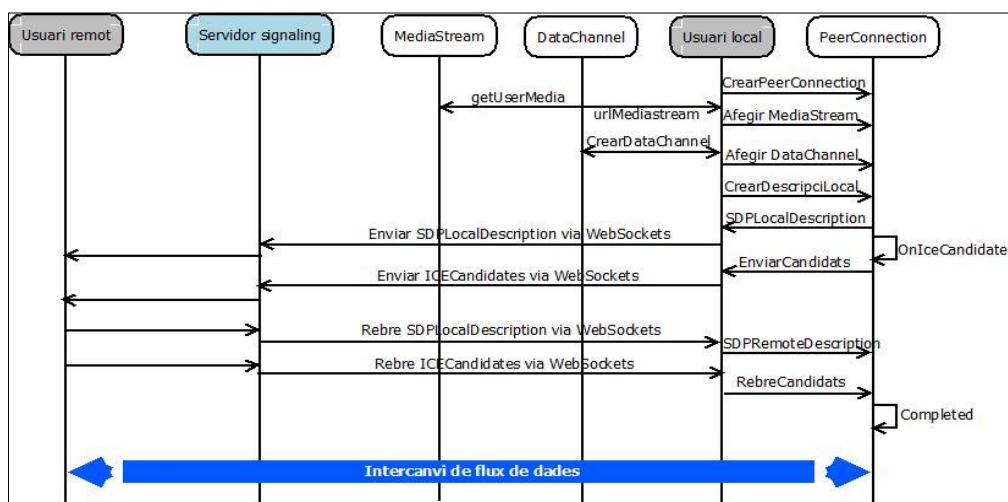 Usuari remot
Servidor signaling
MediaStream
DataChannel
Usuari local
PeerConnection
CrearPeerConnection
getUserMedia
urlMediastream
Afegir MediaStream
CrearDataChannel
Afegir DataChannel
CrearDescripciLocal
SDPLocalDescription
Enviar SDPLocalDescription via WebSockets
OnIceCandidate
EnviarCandidats
Enviar ICECandidates via WebSockets
Rebre SDPLocalDescription via WebSockets
SDPRemoteDescription
Rebre ICECandidates via WebSockets
RebreCandidats
Completed
Intercanvi de flux de dades